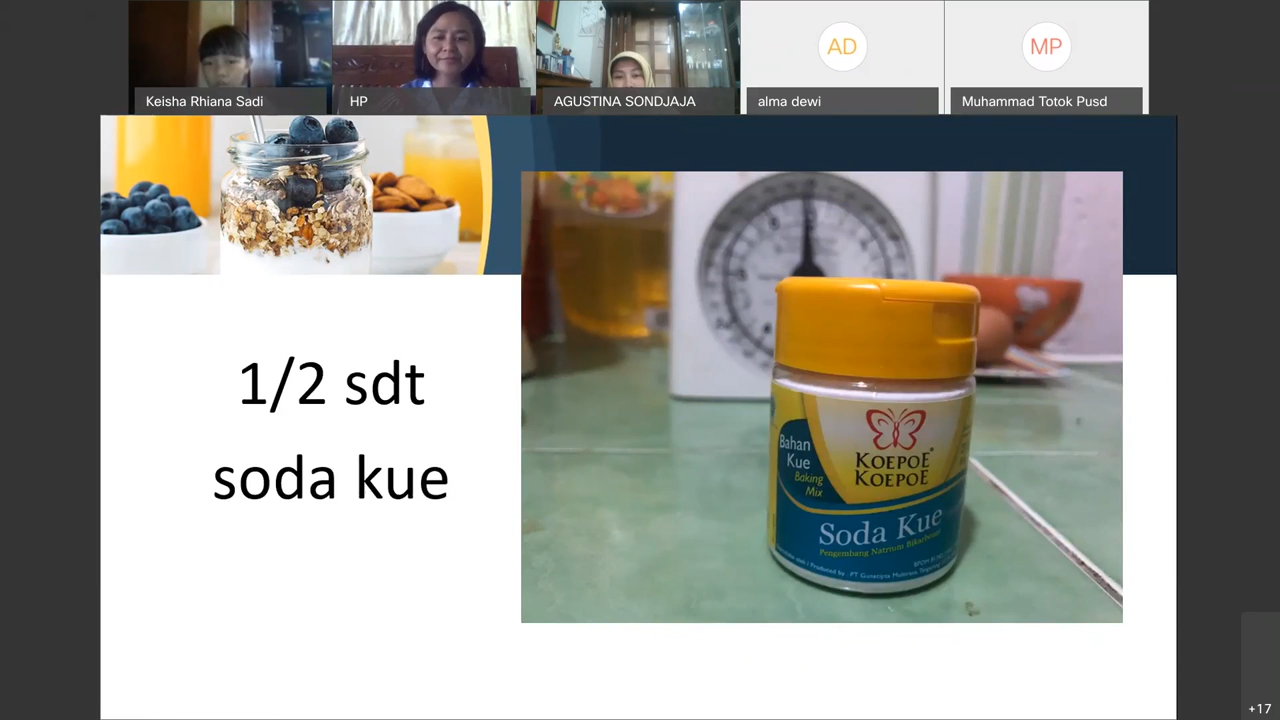 Keisha Rhiana Sadi
HP
AGUSTINA SONDJAJA
AD
alma dewi
MP
Muhammad Totok Pusd
1/2 sdt
soda kue
Bahan
Kue
Baking
Mix
KOEPOE
KOEPOE
Soda Kue
Pengembang Natrium Bikarbonat
+17